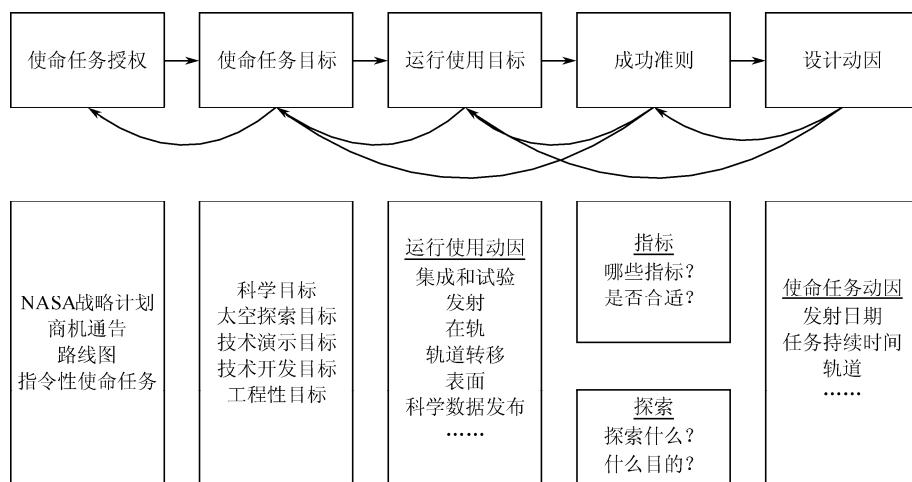 使命任务授权
使命任务目标
运行使用目标
成功准则
设计动因
NASA战略计划
商机通告
路线图
指令性使命任务
科学目标
太空探索目标
技术演示目标
技术开发目标
工程性目标
运行使用动因
集成和试验
发射
在轨
轨道转移
表面
科学数据发布
……
指标
哪些指标？
是否合适？
探索
探索什么？
什么目的？
使命任务动因
发射日期
任务持续时间
轨道
……